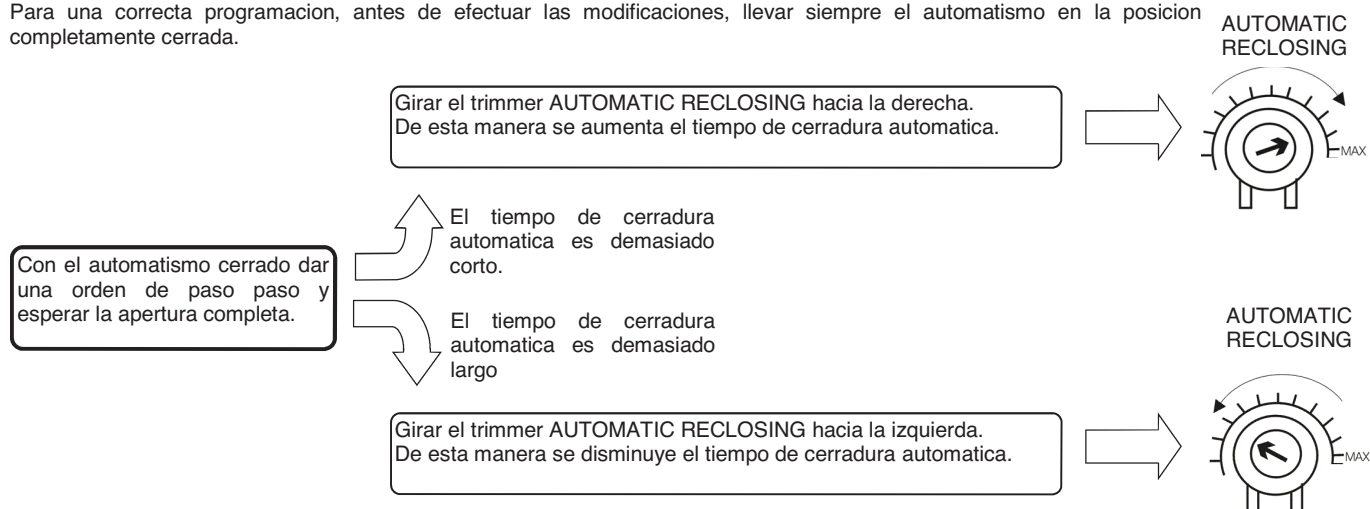 Para una correcta programacion, antes de efectuar las modificaciones, llevar siempre el automatismo en la posicion
completamente cerrada.
AUTOMATIC
RECLOSING
Girar el trimmer AUTOMATIC RECLOSING hacia la derecha.
De esta manera se aumenta el tiempo de cerradura automatica.
MAX
El tiempo de cerradura
automatica es demasiado
corto.
Con el automatismo cerrado dar
una orden de paso paso y
esperar la apertura completa.
El tiempo de cerradura
automatica es demasiado
largo
AUTOMATIC
RECLOSING
Girar el trimmer AUTOMATIC RECLOSING hacia la izquierda.
De esta manera se disminuye el tiempo de cerradura automatica.
MAX